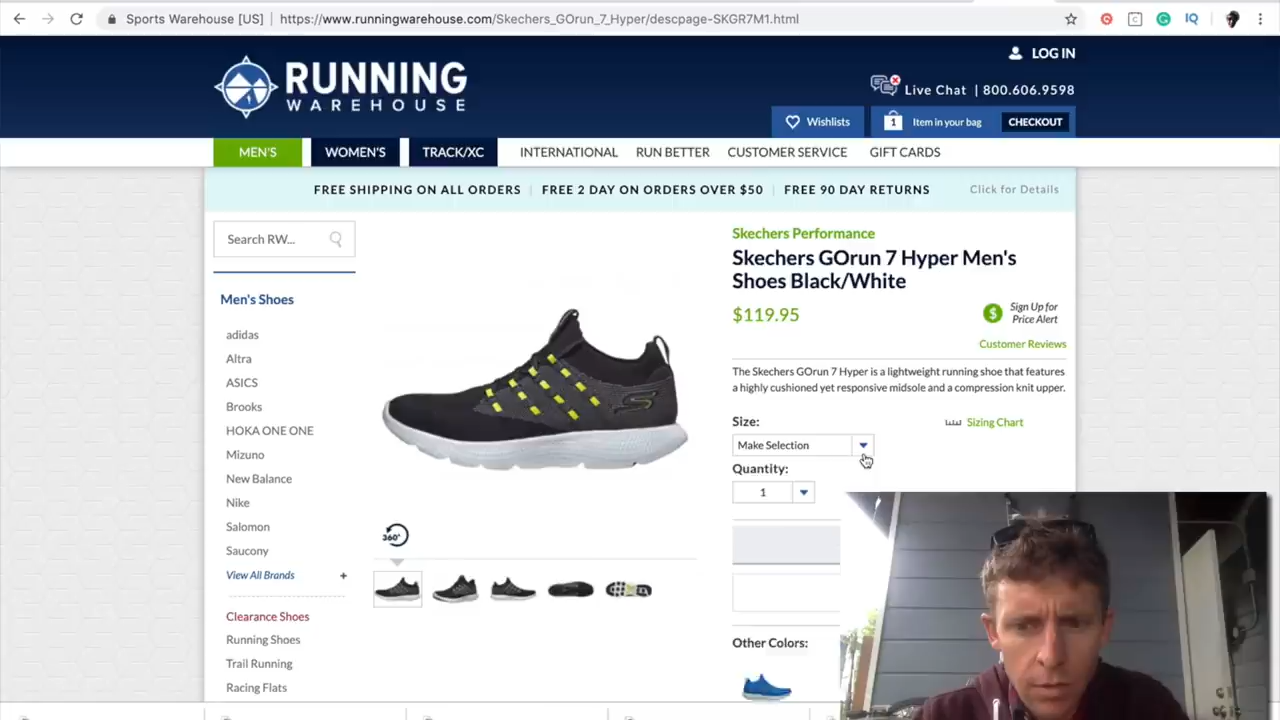 Sports Warehouse [US] | https://www.runningwarehouse.com/Skechers_GOrun_7_Hyper/descpage-SKGR7M1.html
LOG IN
RUNNING
WAREHOUSE
Live Chat | 800.606.9598
Wishlists
1 Item in your bag CHECKOUT
MEN'S WOMEN'S TRACK/XC INTERNATIONAL RUN BETTER CUSTOMER SERVICE GIFT CARDS
FREE SHIPPING ON ALL ORDERS | FREE 2 DAY ON ORDERS OVER $50 | FREE 90 DAY RETURNS Click for Details
Search RW...
Men's Shoes
adidas
Altra
ASICS
Brooks
HOKA ONE ONE
Mizuno
New Balance
Nike
Salomon
Saucony
View All Brands +
Clearance Shoes
Running Shoes
Trail Running
Racing Flats
360°
Skechers Performance
Skechers GOrun 7 Hyper Men's
Shoes Black/White
$119.95
$ Sign Up for
Price Alert
Customer Reviews
The Skechers GOrun 7 Hyper is a lightweight running shoe that features
a highly cushioned yet responsive midsole and a compression knit upper.
Size:
Sizing Chart
Make Selection
Quantity:
1
Other Colors: